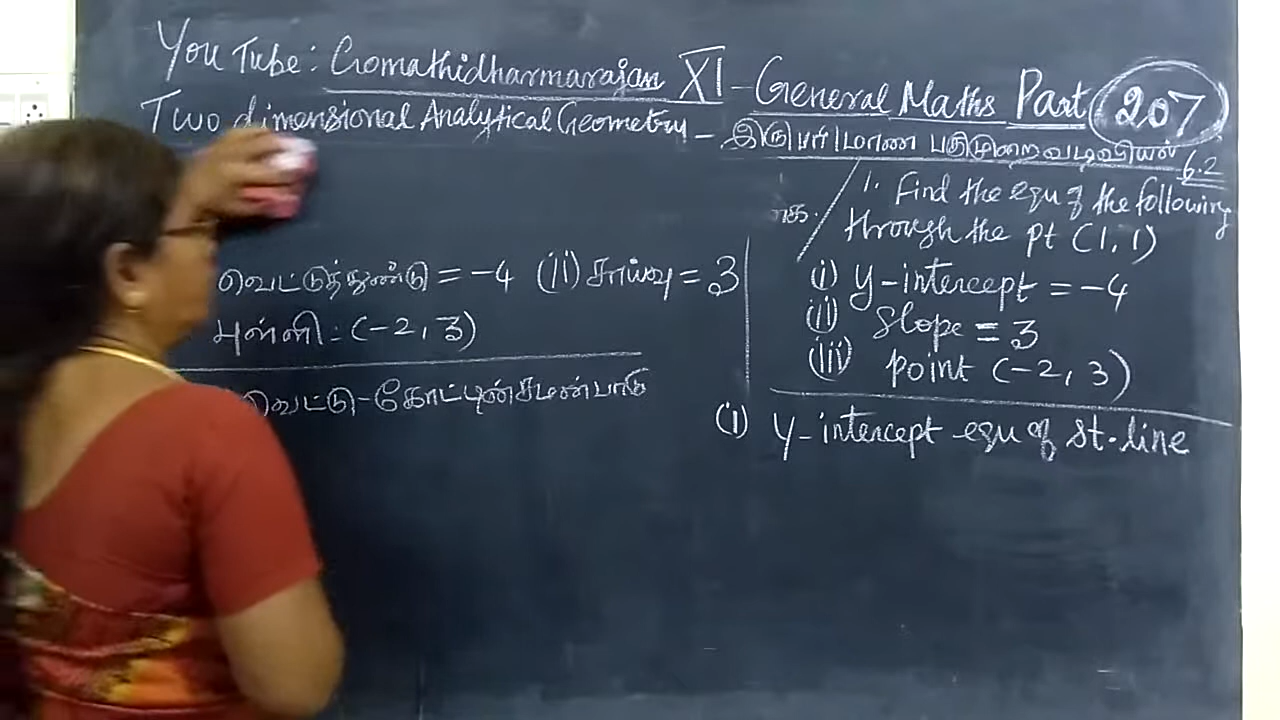 YouTube: Gomathidharmarajan XI - General Maths Part 207
Two dimensional Analytical Geometry - இருபரிமாண பகுமுறை வடிவியல்
6.2
1. Find the equ of the following
through the pt (1, 1)
வெட்டுத்துண்டு = -4 (ii) சாய்வு = 3
(i) y-intercept = -4
புள்ளி: (-2, 3)
(ii) slope = 3
(iii) point (-2, 3)
வெட்டு-கோட்டின் சமன்பாடு
(i) y-intercept equ of st. line